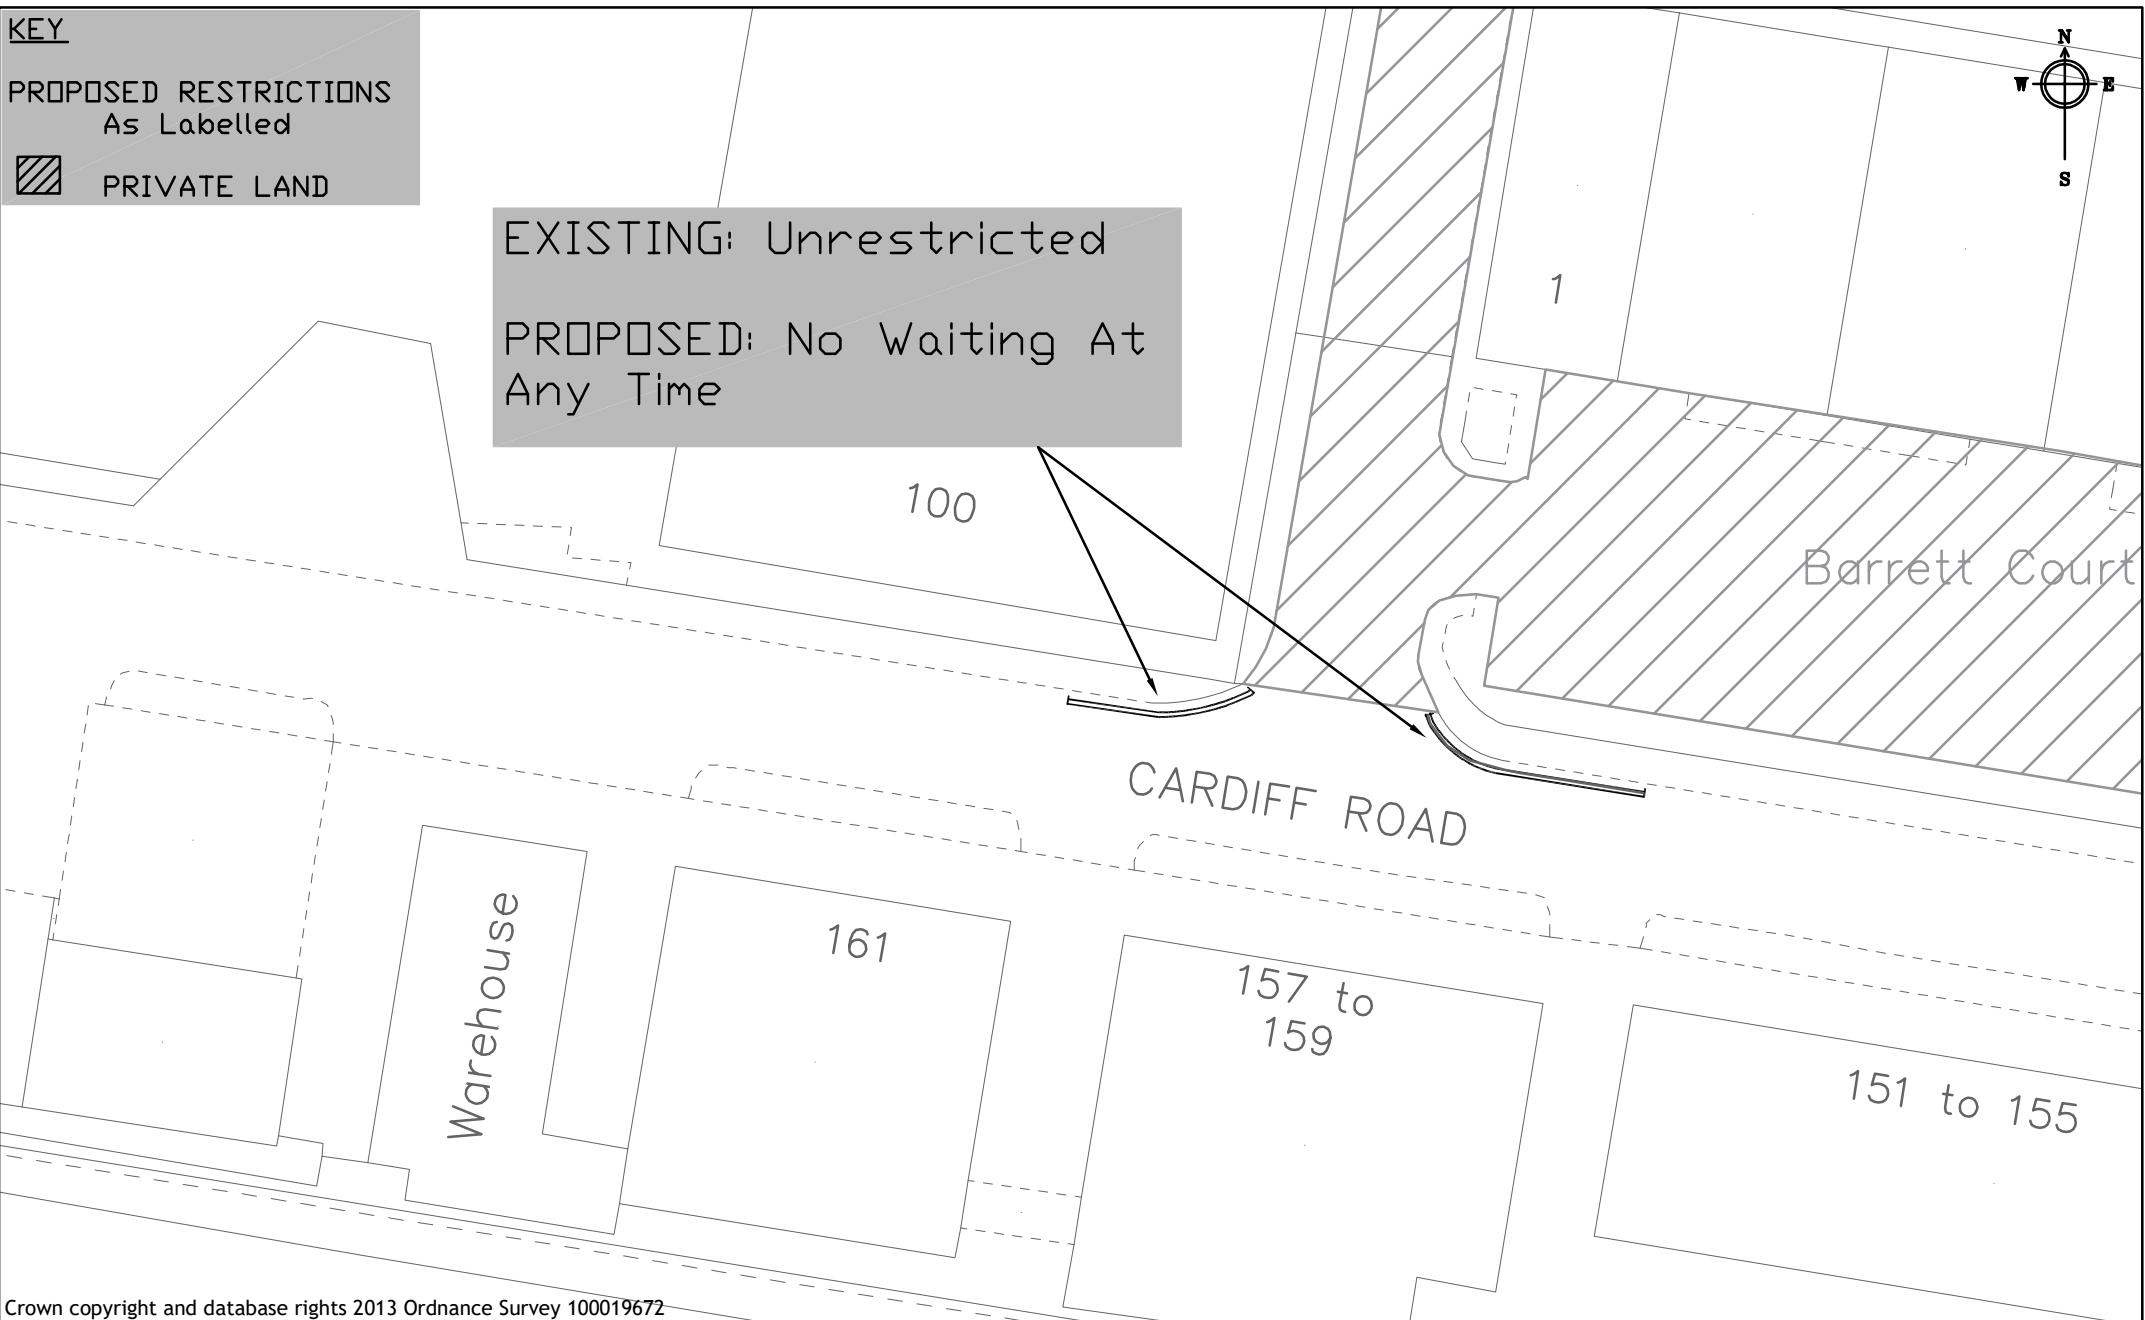 KEY
PROPOSED RESTRICTIONS
As Labelled
PRIVATE LAND
N
W E
S
EXISTING: Unrestricted
PROPOSED: No Waiting At
Any Time
1
100
Barrett Court
CARDIFF ROAD
Warehouse
161
157 to
159
151 to 155
Crown copyright and database rights 2013 Ordnance Survey 100019672